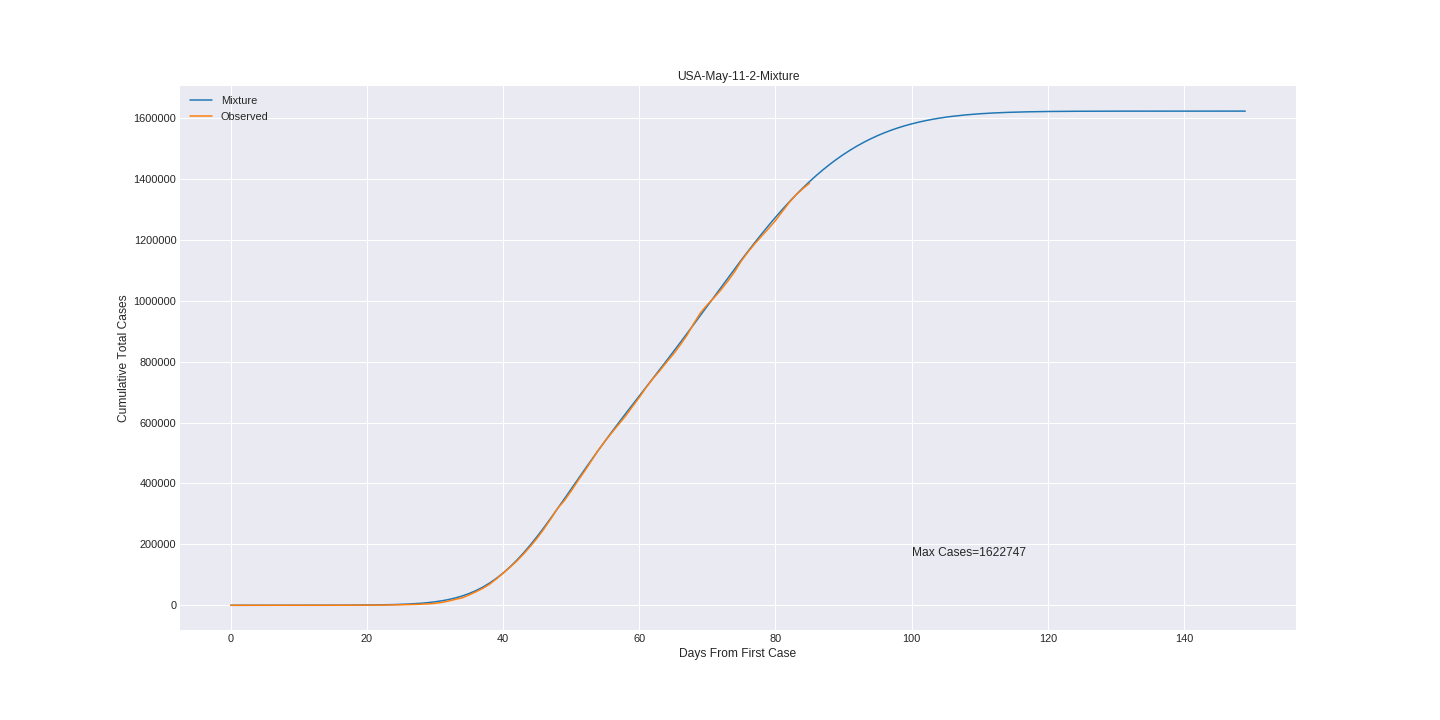 USA-May-11-2-Mixture
Mixture
Observed
1600000
1400000
1200000
1000000
800000
600000
400000
200000
0
Cumulative Total Cases
Max Cases=1622747
0 20 40 60 80 100 120 140
Days From First Case